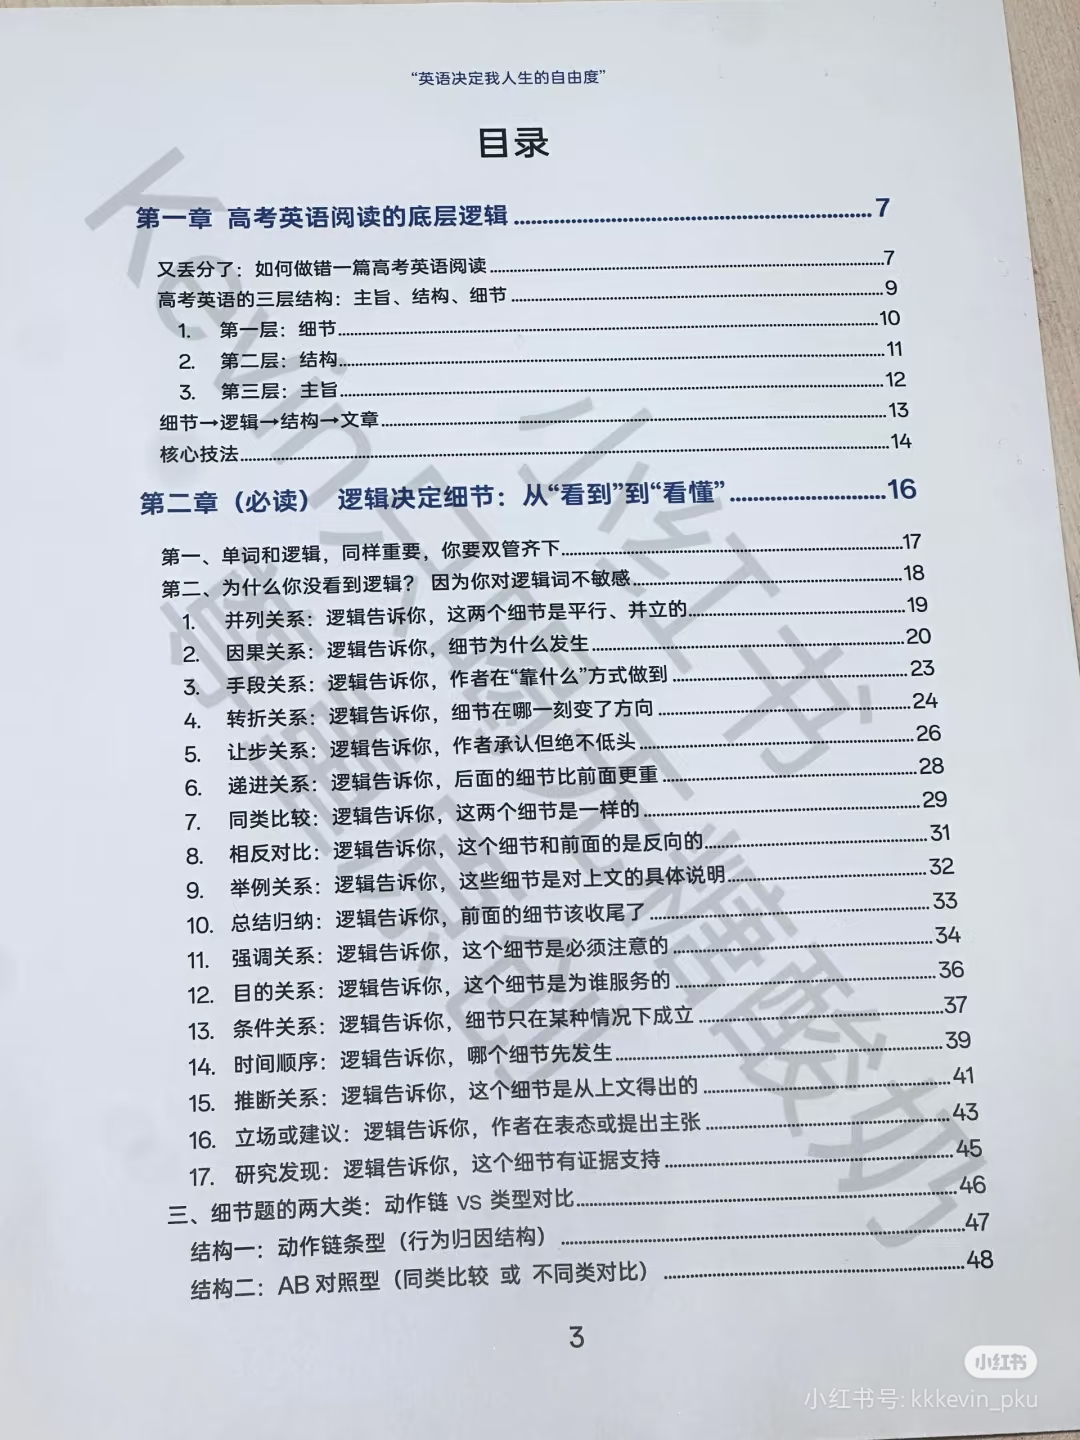 “英语决定我人生的自由度”
目录
第一章 高考英语阅读的底层逻辑 7
又丢分了：如何做错一篇高考英语阅读 7
高考英语的三层结构：主旨、结构、细节 9
1. 第一层：细节 10
2. 第二层：结构 11
3. 第三层：主旨 12
细节→逻辑→结构→文章 13
核心技法 14
第二章（必读） 逻辑决定细节：从“看到”到“看懂” 16
第一、单词和逻辑，同样重要，你要双管齐下 17
第二、为什么你没看到逻辑？ 因为你对逻辑词不敏感 18
1. 并列关系：逻辑告诉你，这两个细节是平行、并立的 19
2. 因果关系：逻辑告诉你，细节为什么发生 20
3. 手段关系：逻辑告诉你，作者在“靠什么”方式做到 23
4. 转折关系：逻辑告诉你，细节在哪一刻变了方向 24
5. 让步关系：逻辑告诉你，作者承认但绝不低头 26
6. 递进关系：逻辑告诉你，后面的细节比前面更重 28
7. 同类比较：逻辑告诉你，这两个细节是一样的 29
8. 相反对比：逻辑告诉你，这个细节和前面的是反向的 31
9. 举例关系：逻辑告诉你，这些细节是对上文的具体说明 32
10. 总结归纳：逻辑告诉你，前面的细节该收尾了 33
11. 强调关系：逻辑告诉你，这个细节是必须注意的 34
12. 目的关系：逻辑告诉你，这个细节是为谁服务的 36
13. 条件关系：逻辑告诉你，细节只在某种情况下成立 37
14. 时间顺序：逻辑告诉你，哪个细节先发生 39
15. 推断关系：逻辑告诉你，这个细节是从上文得出的 41
16. 立场或建议：逻辑告诉你，作者在表态或提出主张 43
17. 研究发现：逻辑告诉你，这个细节有证据支持 45
三、细节题的两大类：动作链 VS 类型对比 46
结构一：动作链条型（行为归因结构） 47
结构二：AB 对照型（同类比较 或 不同类对比） 48
3
小红书
Kevin只喝无糖酸奶
尊重原创
小红书
小红书号: kkkevin_pku